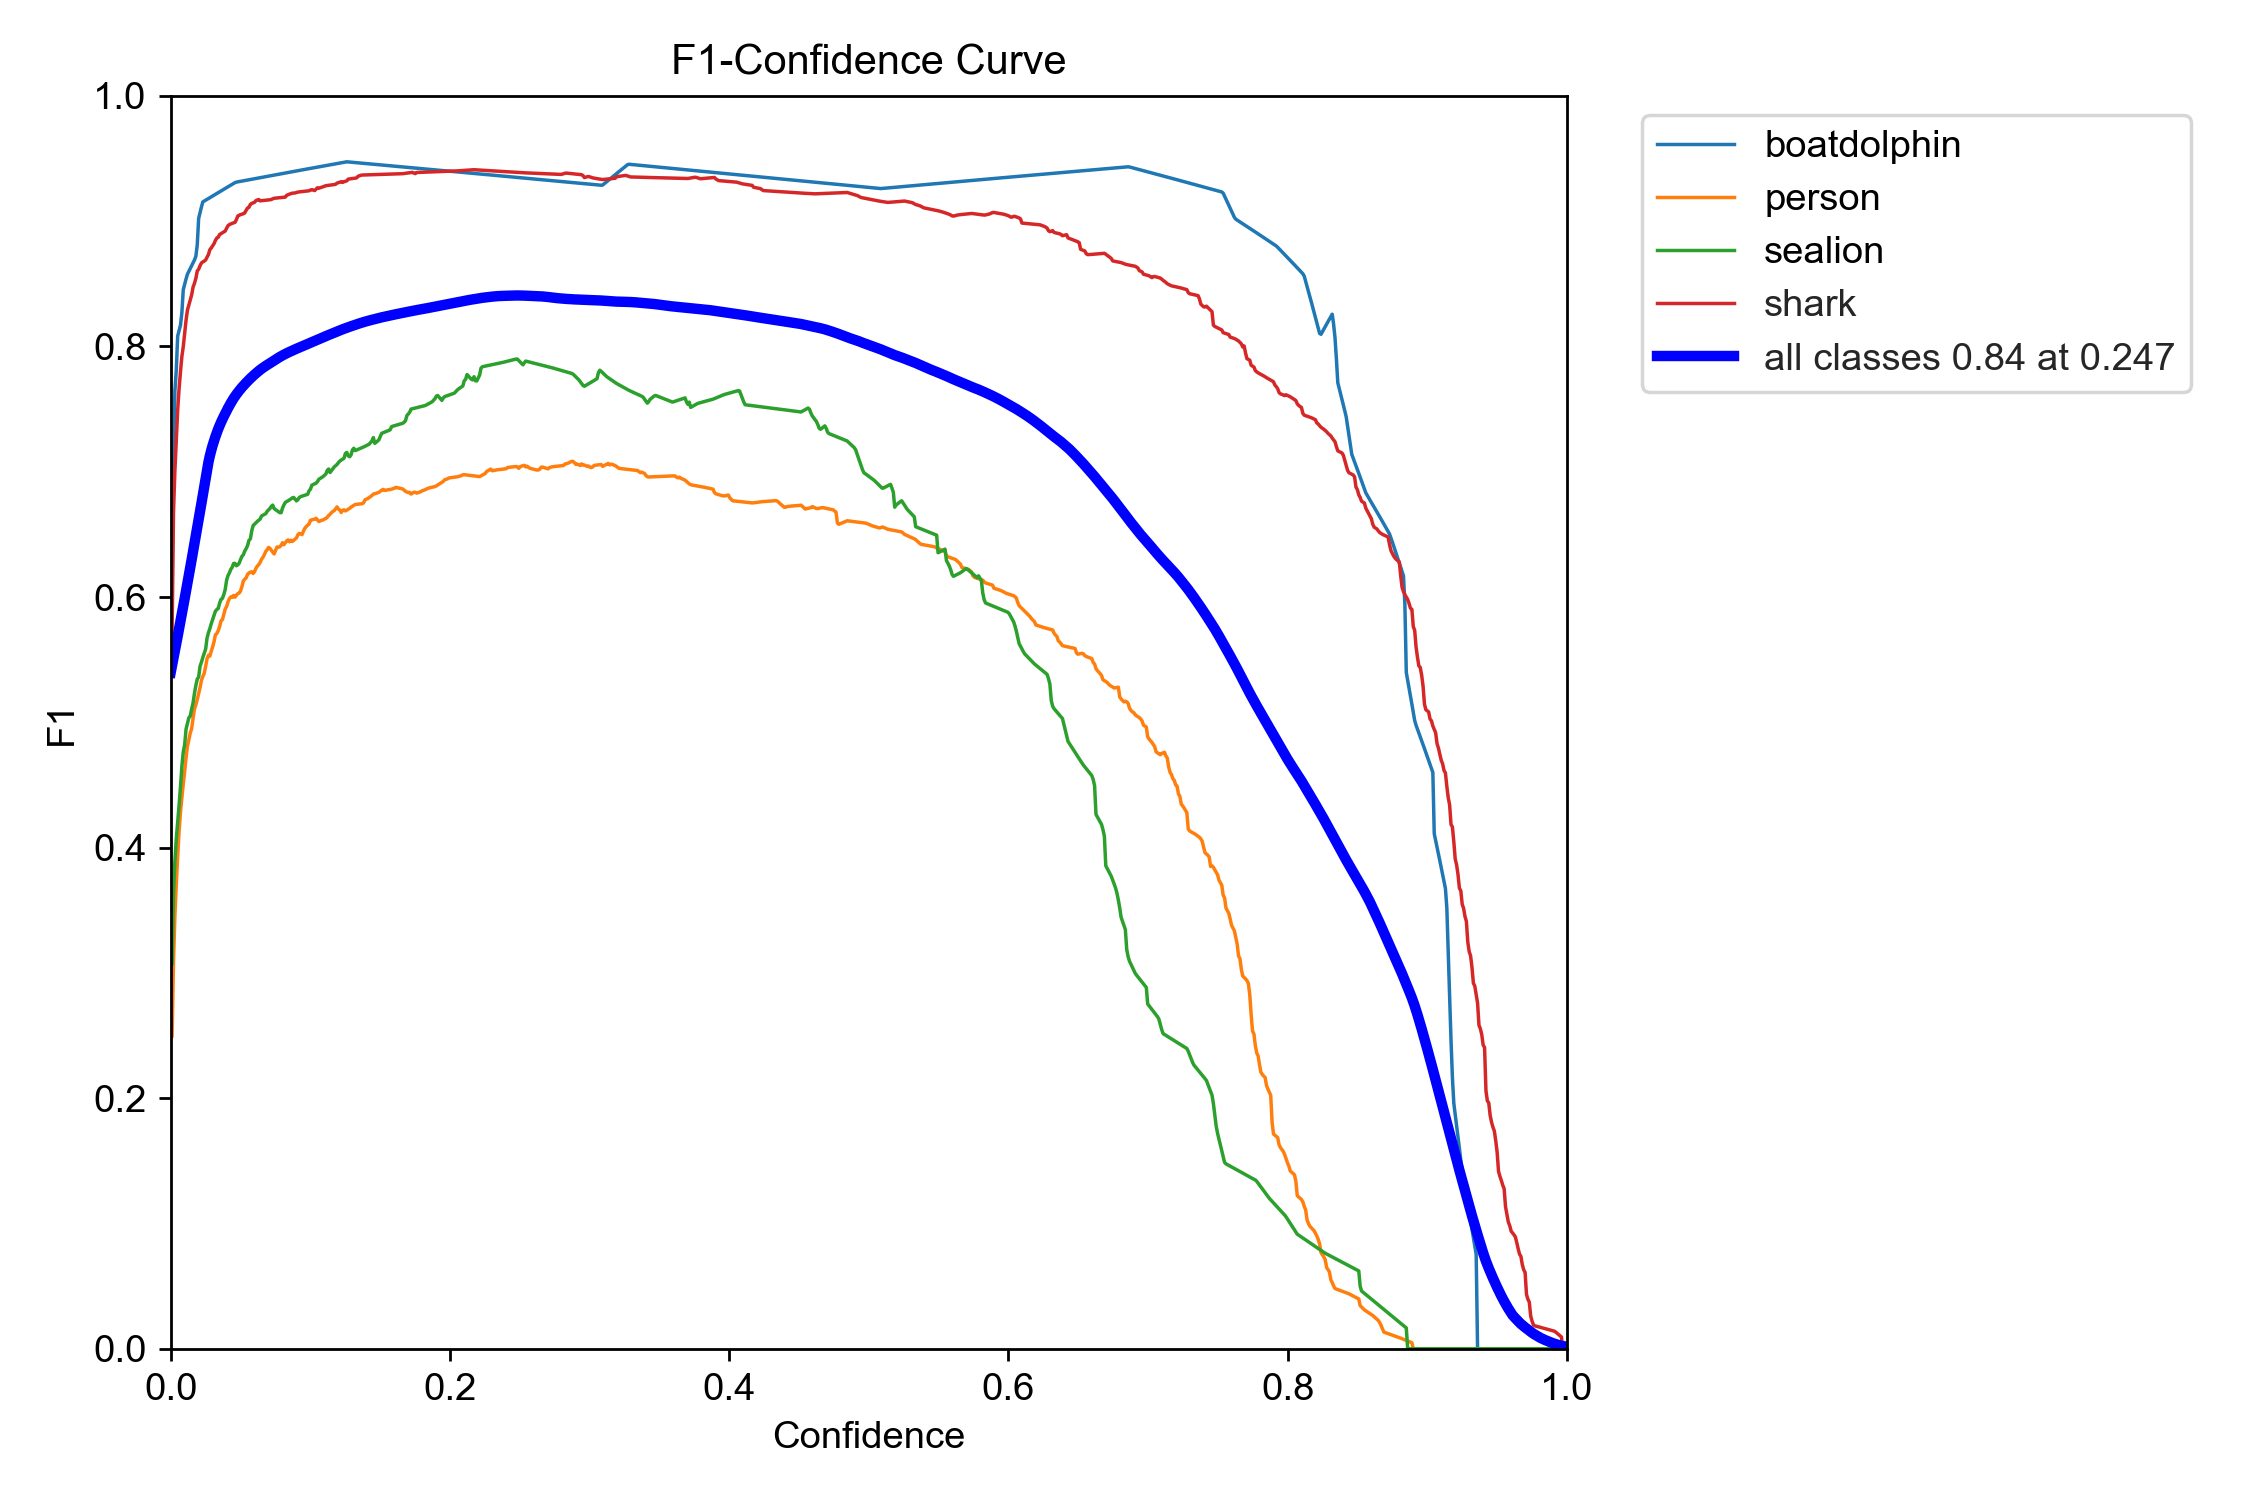 F1-Confidence Curve
1.0
0.8
0.6
0.4
0.2
0.0
F1
0.0 0.2 0.4 0.6 0.8 1.0
Confidence
boatdolphin
person
sealion
shark
all classes 0.84 at 0.247